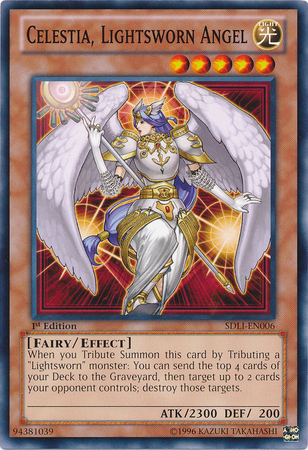 CELESTIA, LIGHTSWORN ANGEL
LIGHT
光
1st Edition
SDLI-EN006
[FAIRY/EFFECT]
When you Tribute Summon this card by Tributing a
"Lightsworn" monster: You can send the top 4 cards
of your Deck to the Graveyard, then target up to 2 cards
your opponent controls; destroy those targets.
ATK/2300 DEF/ 200
94381039
©1996 KAZUKI TAKAHASHI